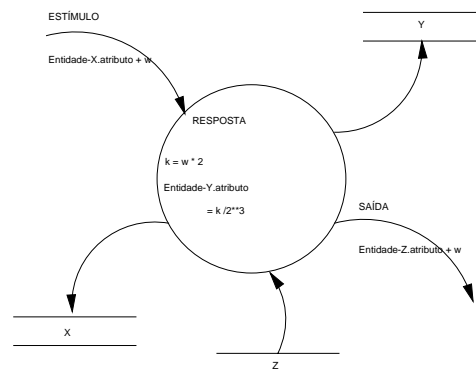 ESTÍMULO
Entidade-X.atributo + w
Y
RESPOSTA
k = w * 2
Entidade-Y.atributo
= k /2**3
SAÍDA
Entidade-Z.atributo + w
X
Z